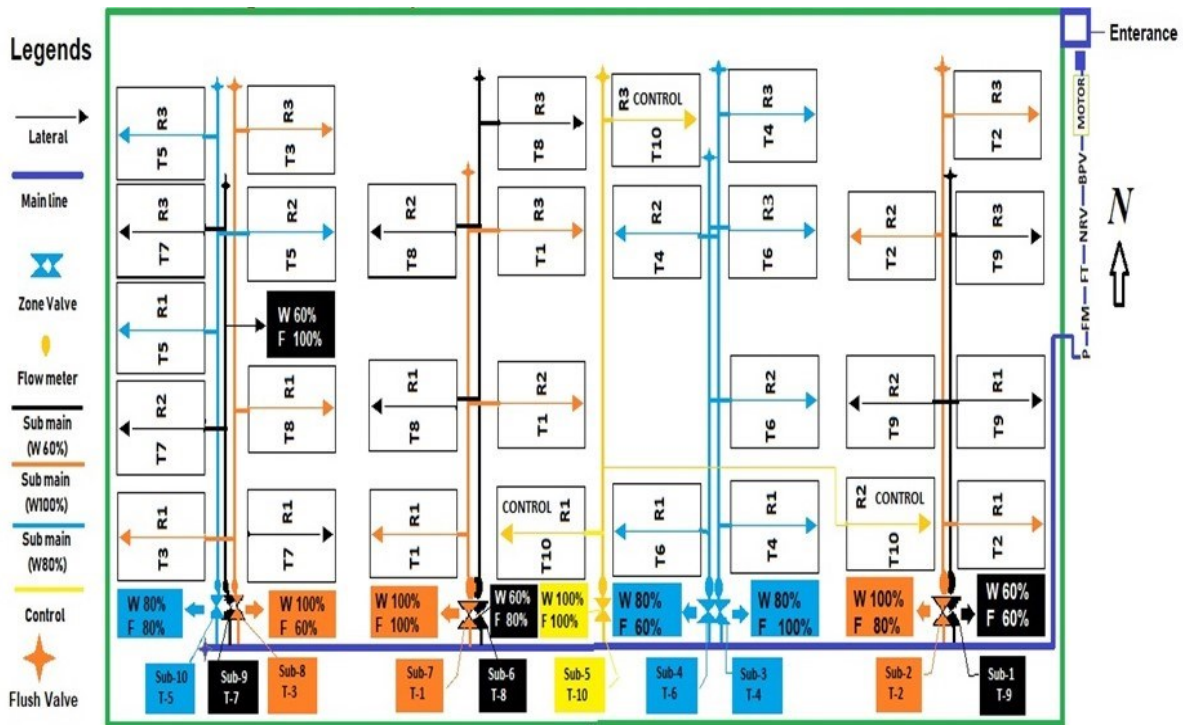 Enterance
Legends
Lateral
Main line
Zone Valve
Flow meter
Sub main
(W 60%)
Sub main
(W100%)
Sub main
(W80%)
Control
Flush Valve
MOTOR
BPV
NRV
FT
FM
P
N
T5 R3
T3 R3
T7 R3
T5 R2
T5 R1
W 60%
F 100%
T7 R2
T8 R1
T3 R1
T7 R1
T8 R3
T8 R2
T1 R3
T8 R1
T1 R2
T1 R1
CONTROL
T10 R1
R3 CONTROL
T10
T4 R3
T4 R2
T6 R3
T6 R2
T6 R1
T4 R1
T2 R3
T2 R2
T9 R3
T9 R2
T9 R1
R2 CONTROL
T10
T2 R1
W 80%
F 80%
W 100%
F 60%
W 100%
F 100%
W 60%
F 80%
W 100%
F 100%
W 80%
F 60%
W 80%
F 100%
W 100%
F 80%
W 60%
F 60%
Sub-10
T-5
Sub-9
T-7
Sub-8
T-3
Sub-7
T-1
Sub-6
T-8
Sub-5
T-10
Sub-4
T-6
Sub-3
T-4
Sub-2
T-2
Sub-1
T-9